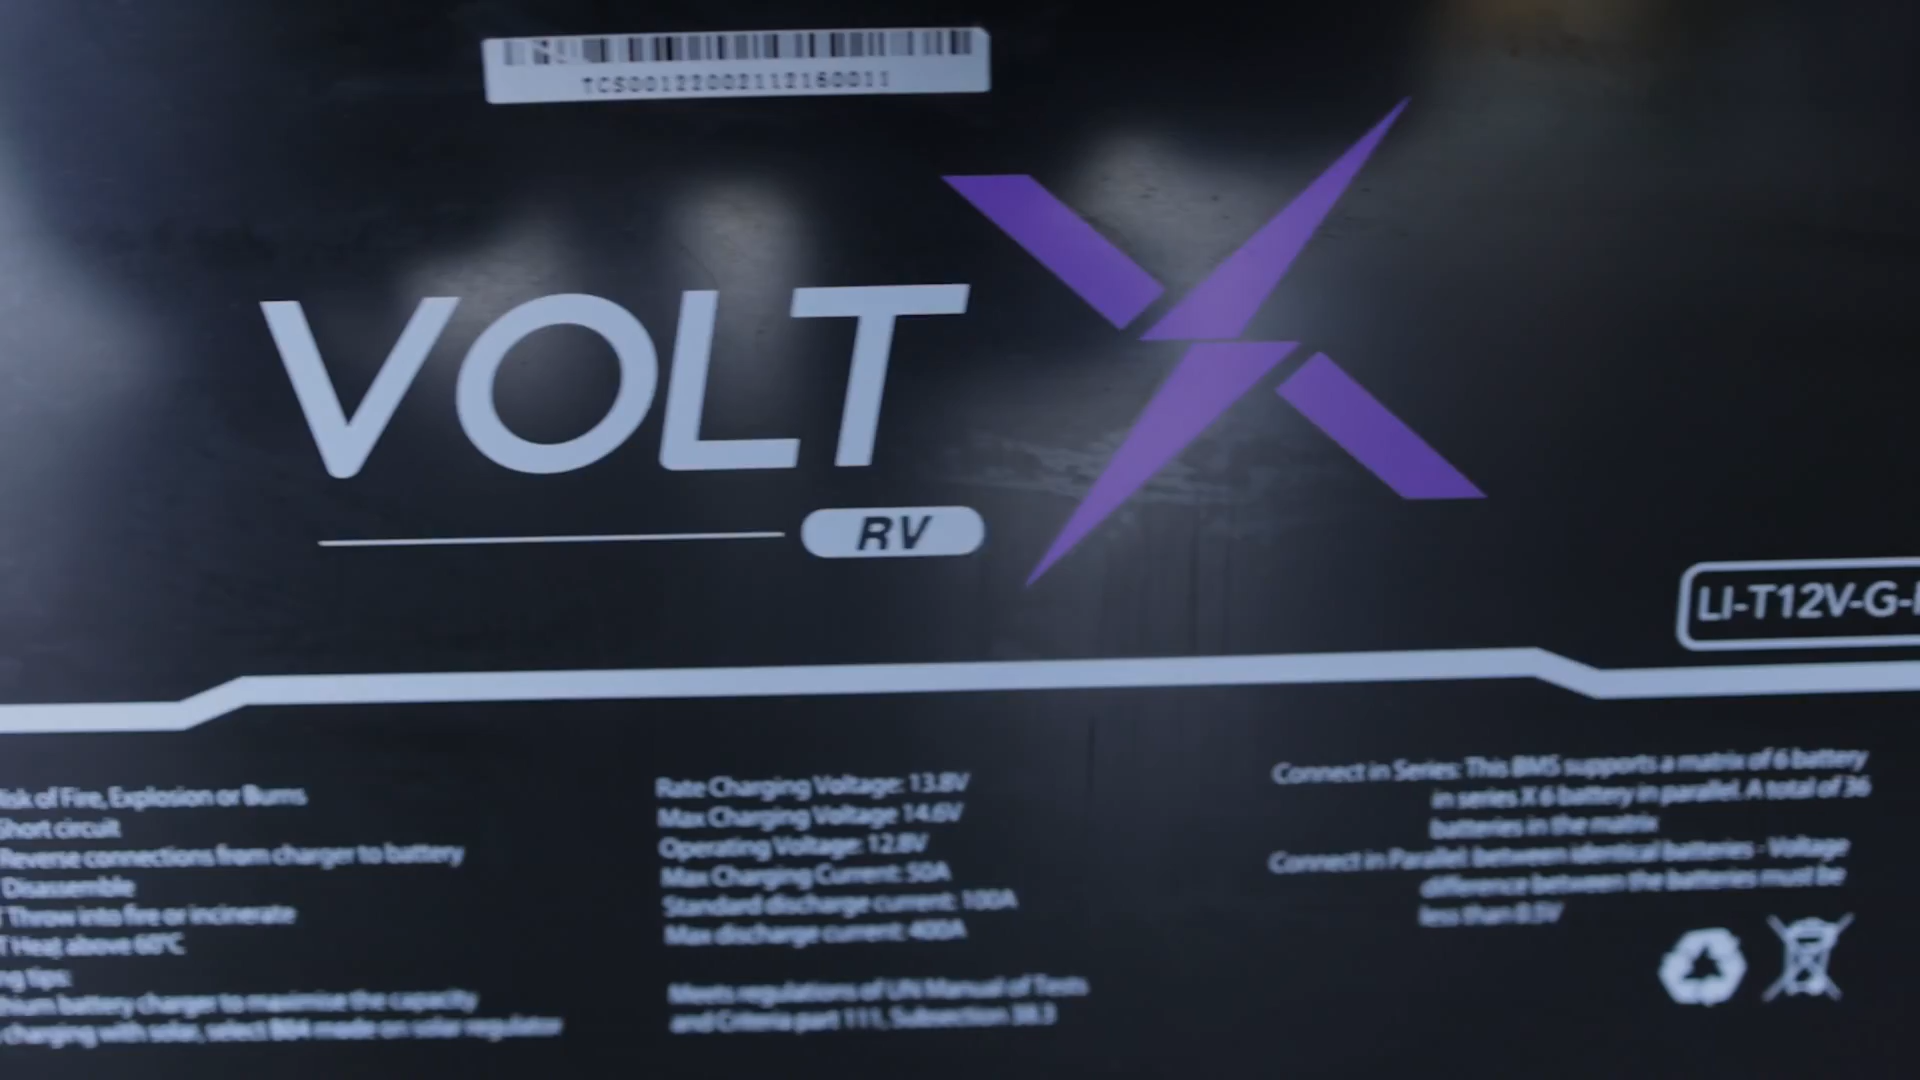 TCS00122002112160011
VOLT X
RV
LI-T12V-G-
isk of Fire, Explosion or Burns
Short circuit
Reverse connections from charger to battery
Disassemble
T Throw into fire or incinerate
T Heat above 60°C
ng tips:
hium battery charger to maximise the capacity
charging with solar, select B04 mode on solar regulator
Rate Charging Voltage: 13.8V
Max Charging Voltage 14.6V
Operating Voltage: 12.8V
Max Charging Current: 50A
Standard discharge current: 100A
Max discharge current: 400A
Meets regulations of UN Manual of Tests
and Criteria part 111, Subsection 38.3
Connect in Series: This BMS supports a matrix of 6 battery
in series X 6 battery in parallel. A total of 36
batteries in the matrix
Connect in Parallel: between identical batteries - Voltage
difference between the batteries must be
less than 0.5V